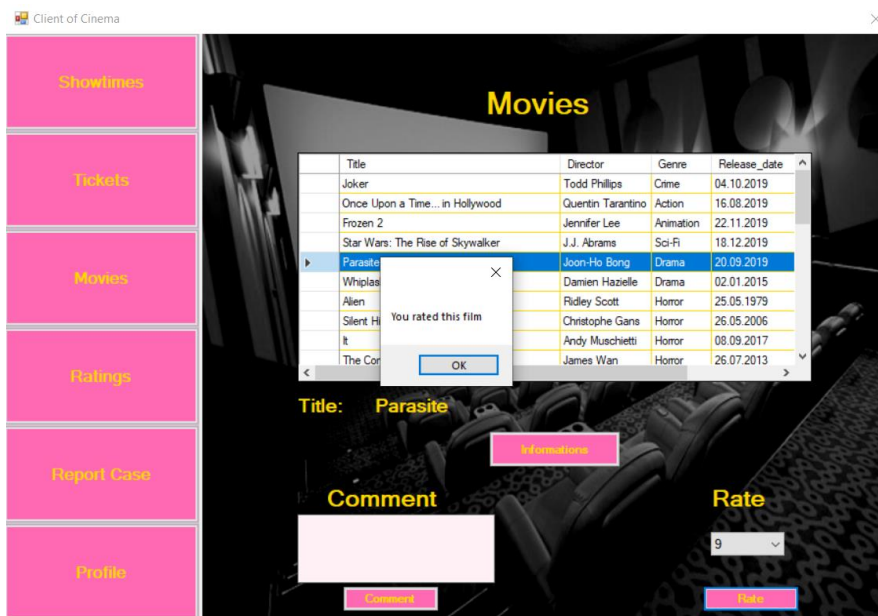 Client of Cinema
Showtimes
Tickets
Movies
Ratings
Report Case
Profile
Movies
Title Director Genre Release_date
Joker Todd Phillips Crime 04.10.2019
Once Upon a Time... in Hollywood Quentin Tarantino Action 16.08.2019
Frozen 2 Jennifer Lee Animation 22.11.2019
Star Wars: The Rise of Skywalker J.J. Abrams Sci-Fi 18.12.2019
Parasite Joon-Ho Bong Drama 20.09.2019
Whiplas Damien Hazielle Drama 02.01.2015
Alien Ridley Scott Horror 25.05.1979
Silent Hi Christophe Gans Horror 26.05.2006
It Andy Muschietti Horror 08.09.2017
The Con James Wan Horror 26.07.2013
You rated this film
OK
Title: Parasite
Informations
Comment
Rate
9
Comment
Rate